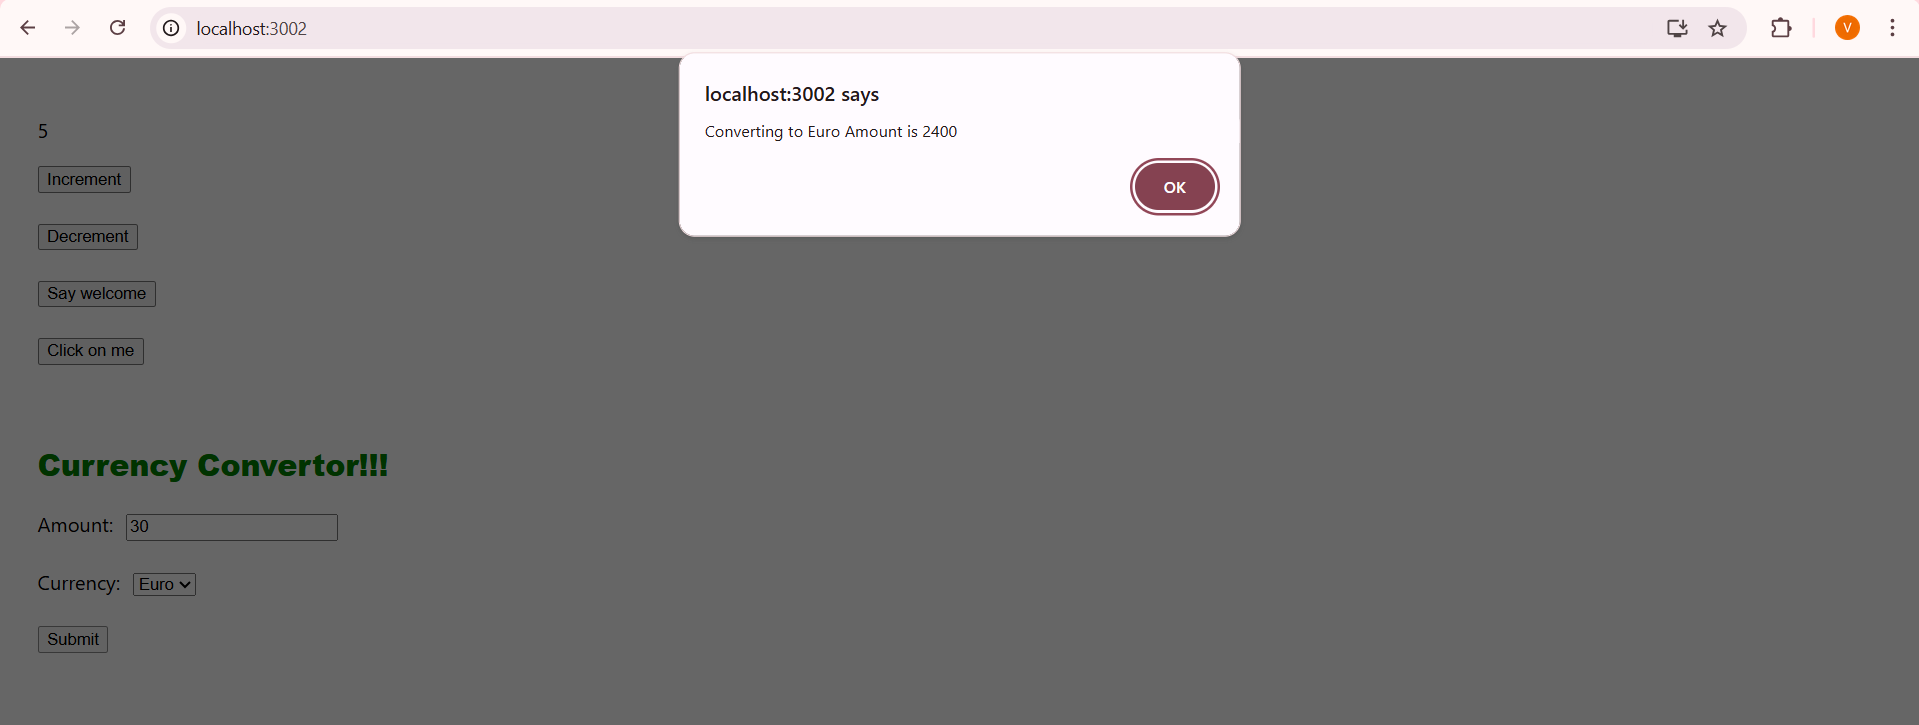 localhost:3002
V
localhost:3002 says
Converting to Euro Amount is 2400
OK
5
Increment
Decrement
Say welcome
Click on me
Currency Convertor!!!
Amount: 30
Currency: Euro
Submit